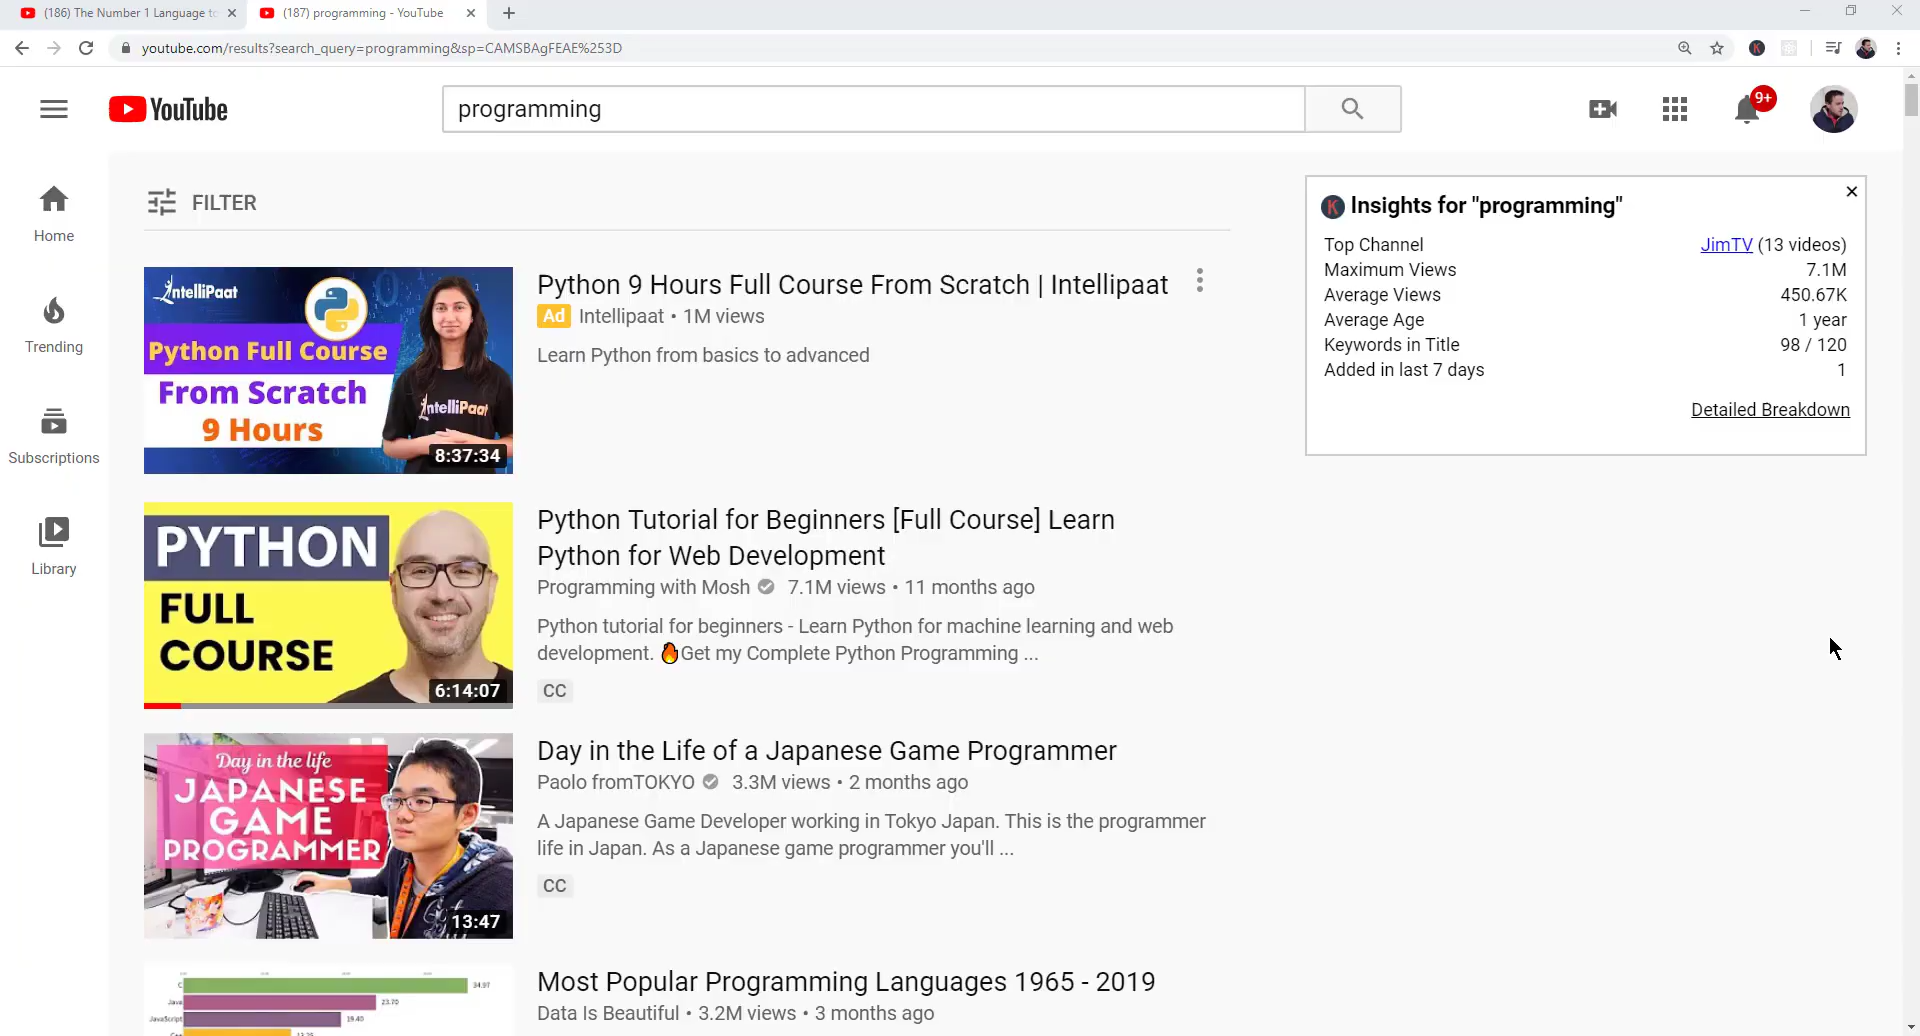 (186) The Number 1 Language to
(187) programming - YouTube
youtube.com/results?search_query=programming&sp=CAMSBAgFEAE%253D
YouTube
programming
9+
Home
Trending
Subscriptions
Library
FILTER
IntelliPaat
Python Full Course
From Scratch
9 Hours
IntelliPaat
8:37:34
Python 9 Hours Full Course From Scratch | Intellipaat
Ad Intellipaat • 1M views
Learn Python from basics to advanced
PYTHON
FULL
COURSE
6:14:07
Python Tutorial for Beginners [Full Course] Learn
Python for Web Development
Programming with Mosh 7.1M views • 11 months ago
Python tutorial for beginners - Learn Python for machine learning and web
development. 🔥Get my Complete Python Programming ...
CC
Day in the life
JAPANESE
GAME
PROGRAMMER
13:47
Day in the Life of a Japanese Game Programmer
Paolo fromTOKYO 3.3M views • 2 months ago
A Japanese Game Developer working in Tokyo Japan. This is the programmer
life in Japan. As a Japanese game programmer you'll ...
CC
C 34.97
Java 23.70
JavaScript 19.40
Most Popular Programming Languages 1965 - 2019
Data Is Beautiful • 3.2M views • 3 months ago
K Insights for "programming"
Top Channel JimTV (13 videos)
Maximum Views 7.1M
Average Views 450.67K
Average Age 1 year
Keywords in Title 98 / 120
Added in last 7 days 1
Detailed Breakdown